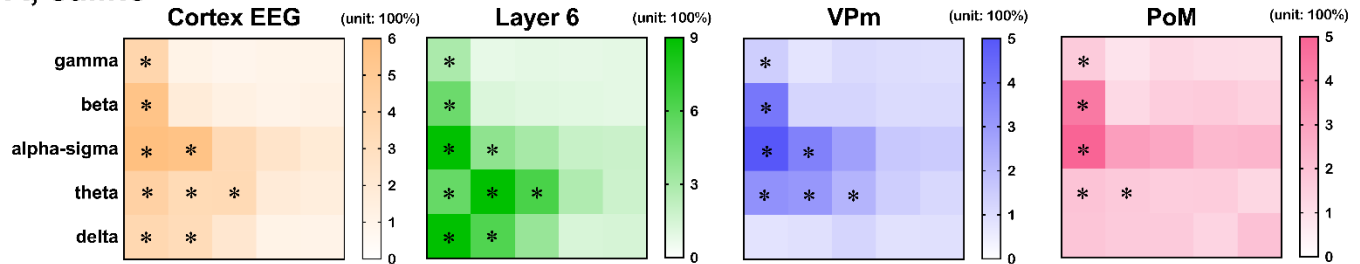 Cortex EEG (unit: 100%) Layer 6 (unit: 100%) VPm (unit: 100%) PoM (unit: 100%)
6 9 5 5
gamma * * * *
5 4 4
beta * * * * 6
4 3 3
alpha-sigma * * * * * * *
3 2 2
theta * * * * * * * * * * * 3
2 1 1
delta * * * *
1
0 0 0 0